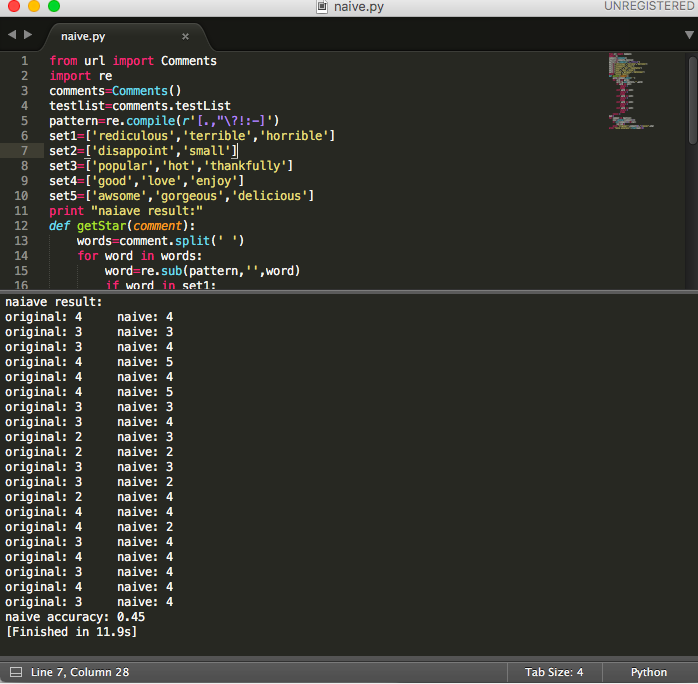 naive.py
UNREGISTERED
naive.py ×
1 from url import Comments
2 import re
3 comments=Comments()
4 testlist=comments.testList
5 pattern=re.compile(r'[.,"\?!:-]')
6 set1=['rediculous','terrible','horrible']
7 set2=['disappoint','small']
8 set3=['popular','hot','thankfully']
9 set4=['good','love','enjoy']
10 set5=['awsome','gorgeous','delicious']
11 print "naiave result:"
12 def getStar(comment):
13     words=comment.split(' ')
14     for word in words:
15         word=re.sub(pattern,'',word)
16         if word in set1:
naiave result:
original: 4     naive: 4
original: 3     naive: 3
original: 3     naive: 4
original: 4     naive: 5
original: 4     naive: 4
original: 4     naive: 5
original: 3     naive: 3
original: 3     naive: 4
original: 2     naive: 3
original: 2     naive: 2
original: 3     naive: 3
original: 3     naive: 2
original: 2     naive: 4
original: 4     naive: 4
original: 4     naive: 2
original: 3     naive: 4
original: 4     naive: 4
original: 3     naive: 4
original: 4     naive: 4
original: 3     naive: 4
naive accuracy: 0.45
[Finished in 11.9s]
Line 7, Column 28
Tab Size: 4
Python